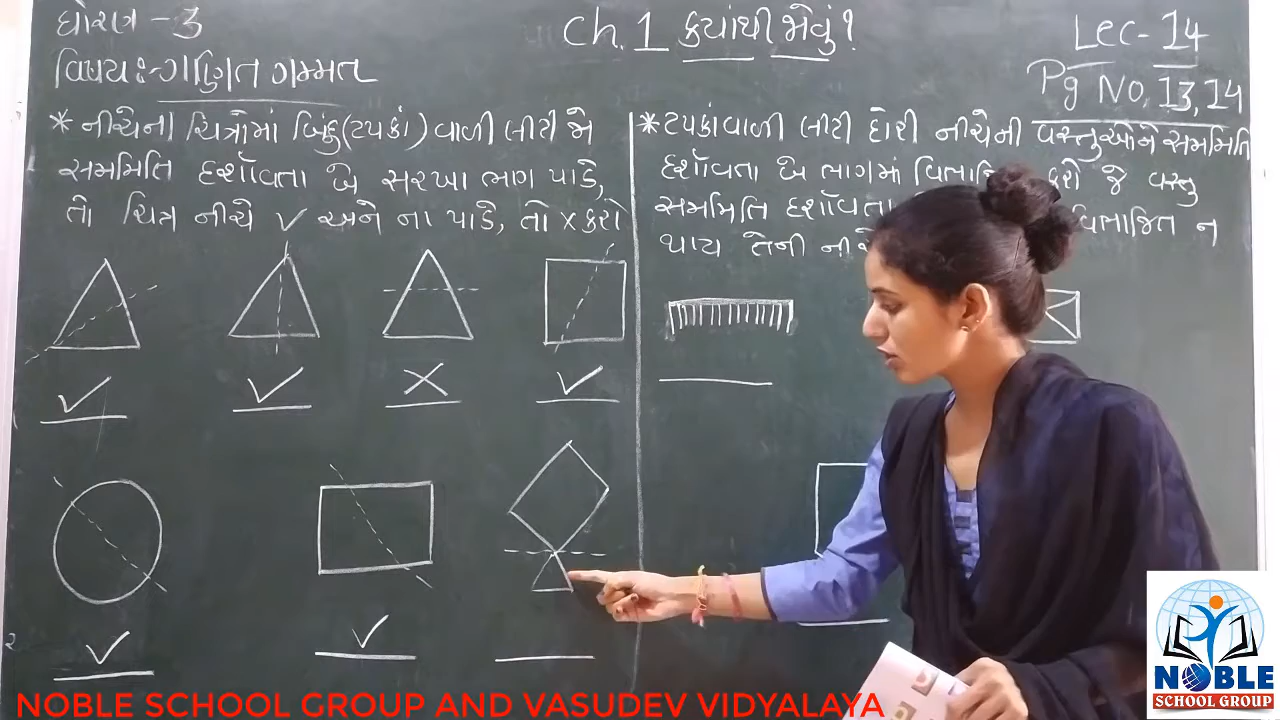 ધોરણ - 3
વિષયઃ- ગણિત ગમ્મત
Ch. 1 ક્યાંથી જોવું?
Lec- 14
Pg No. 13, 14
* નીચેના ચિત્રોમાં બિંદુ(ટપકાં) વાળી લીટી જો
સમમિતિ દર્શાવતા બે સરખા ભાગ પાડે,
તો ચિત્ર નીચે ✓ અને ના પાડે, તો × કરો
* ટપકાંવાળી લીટી દોરી નીચેની વસ્તુઓને સમમિતિ
દર્શાવતા બે ભાગમાં કરો જે વસ્તુ
સમમિતિ દર્શાવતા વિભાજિત ન
થાય તેની
NOBLE SCHOOL GROUP AND VASUDEV VIDYALAYA
NOBLE
SCHOOL GROUP